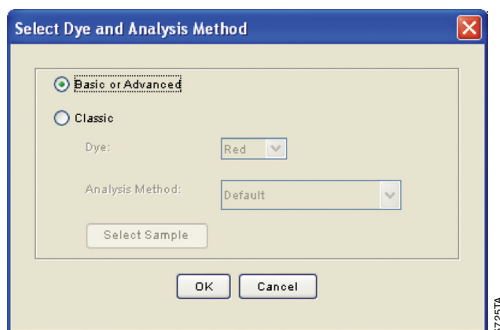 Select Dye and Analysis Method
Basic or Advanced
Classic
Dye:
Red
Analysis Method:
Default
Select Sample
OK
Cancel